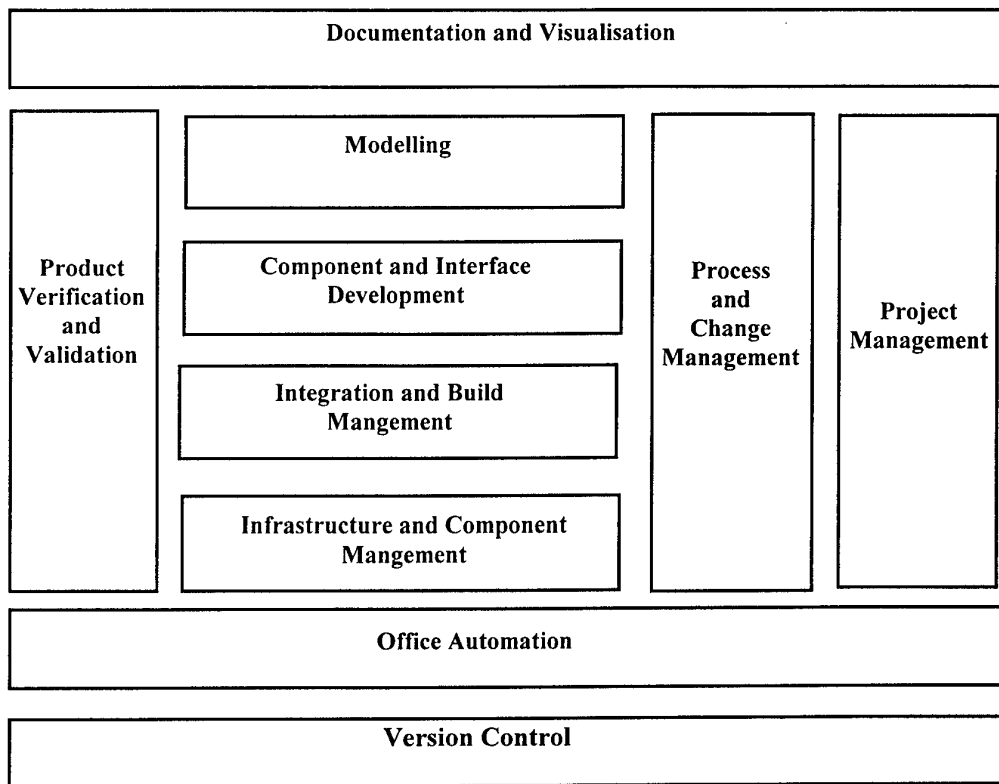 Documentation and Visualisation
Product
Verification
and
Validation
Modelling
Component and Interface
Development
Integration and Build
Mangement
Infrastructure and Component
Mangement
Process
and
Change
Management
Project
Management
Office Automation
Version Control